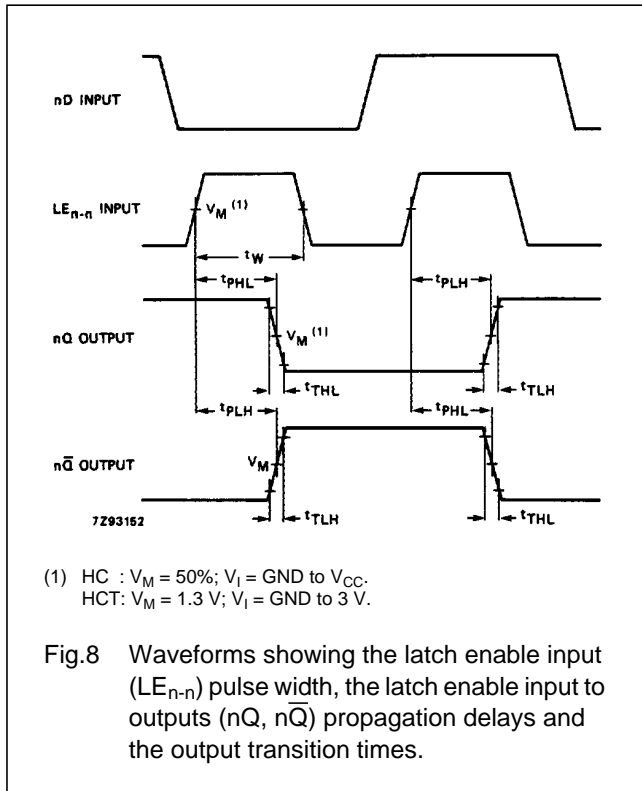 nD INPUT
LEn-n INPUT
VM (1)
tW
tPHL
tPLH
nQ OUTPUT
VM (1)
tTHL
tTLH
tPLH
tPHL
nQ̅ OUTPUT
VM
tTLH
tTHL
7Z93152
(1) HC : VM = 50%; VI = GND to VCC.
HCT: VM = 1.3 V; VI = GND to 3 V.
Fig.8 Waveforms showing the latch enable input
(LEn-n) pulse width, the latch enable input to
outputs (nQ, nQ̅) propagation delays and
the output transition times.